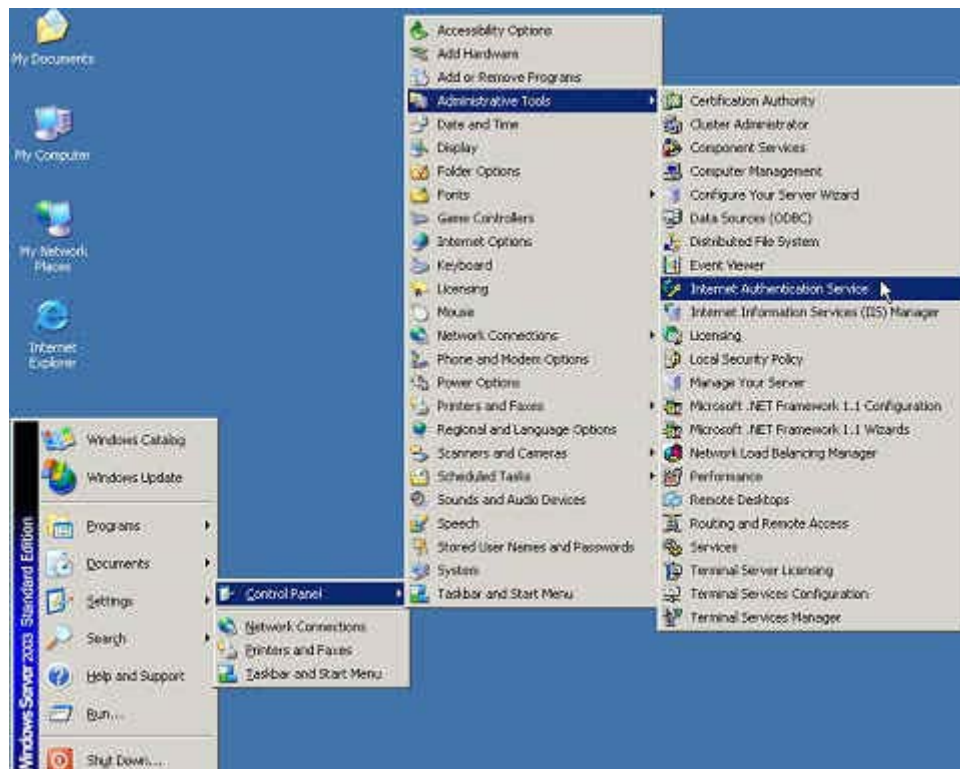 My Documents
My Computer
My Network
Places
Internet
Explorer
Windows Server 2003 Standard Edition
Windows Catalog
Windows Update
Programs
Documents
Settings
Search
Help and Support
Run...
Shut Down...
Control Panel
Network Connections
Printers and Faxes
Taskbar and Start Menu
Accessibility Options
Add Hardware
Add or Remove Programs
Administrative Tools
Date and Time
Display
Folder Options
Fonts
Game Controllers
Internet Options
Keyboard
Licensing
Mouse
Network Connections
Phone and Modem Options
Power Options
Printers and Faxes
Regional and Language Options
Scanners and Cameras
Scheduled Tasks
Sounds and Audio Devices
Speech
Stored User Names and Passwords
System
Taskbar and Start Menu
Certification Authority
Cluster Administrator
Component Services
Computer Management
Configure Your Server Wizard
Data Sources (ODBC)
Distributed File System
Event Viewer
Internet Authentication Service
Internet Information Services (IIS) Manager
Licensing
Local Security Policy
Manage Your Server
Microsoft .NET Framework 1.1 Configuration
Microsoft .NET Framework 1.1 Wizards
Network Load Balancing Manager
Performance
Remote Desktops
Routing and Remote Access
Services
Terminal Server Licensing
Terminal Services Configuration
Terminal Services Manager